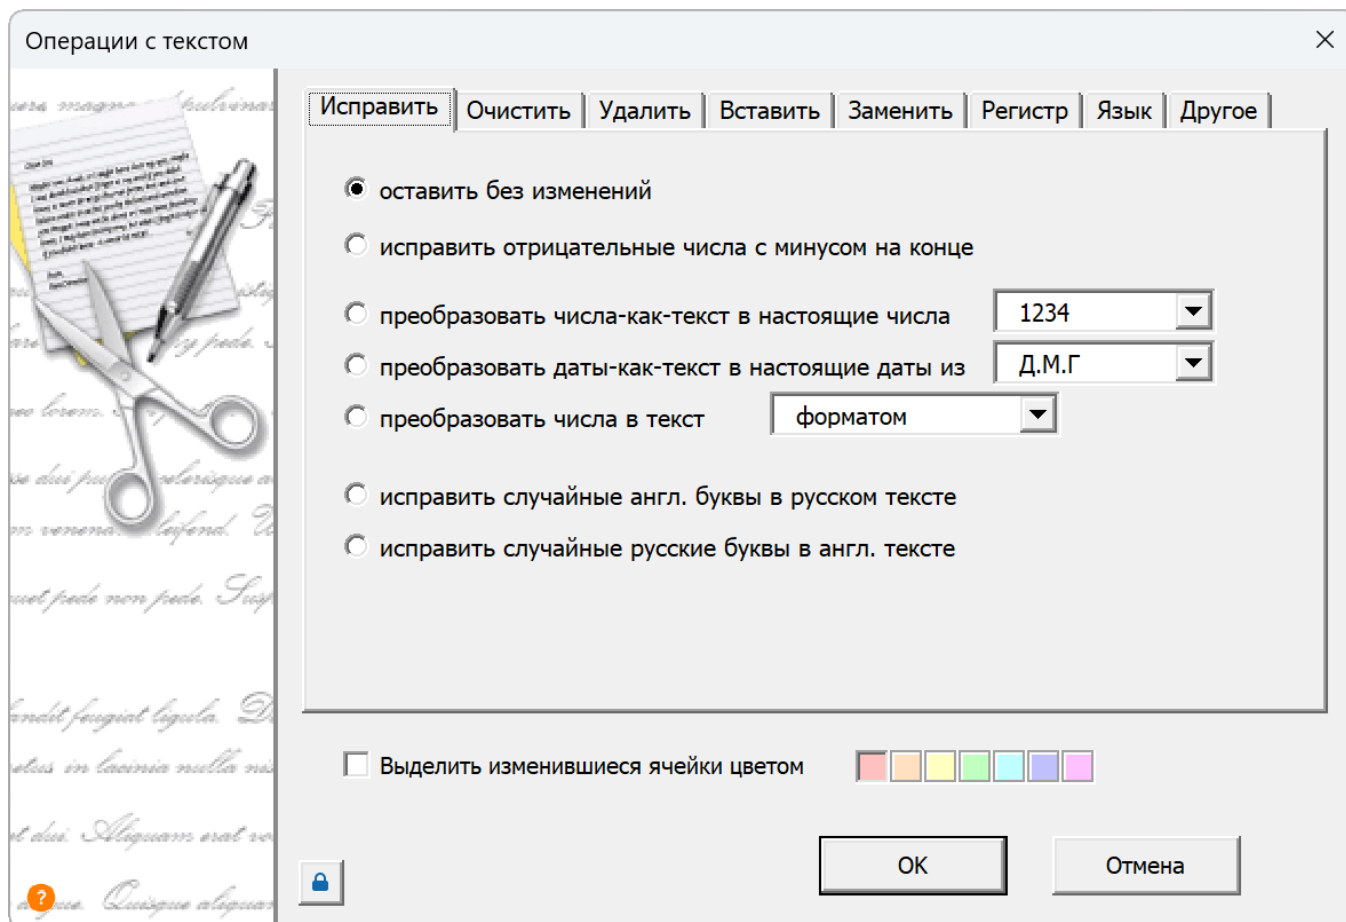 Операции с текстом
Исправить Очистить Удалить Вставить Заменить Регистр Язык Другое
оставить без изменений
исправить отрицательные числа с минусом на конце
преобразовать числа-как-текст в настоящие числа 1234
преобразовать даты-как-текст в настоящие даты из Д.М.Г
преобразовать числа в текст форматом
исправить случайные англ. буквы в русском тексте
исправить случайные русские буквы в англ. тексте
Выделить изменившиеся ячейки цветом
OK Отмена
?